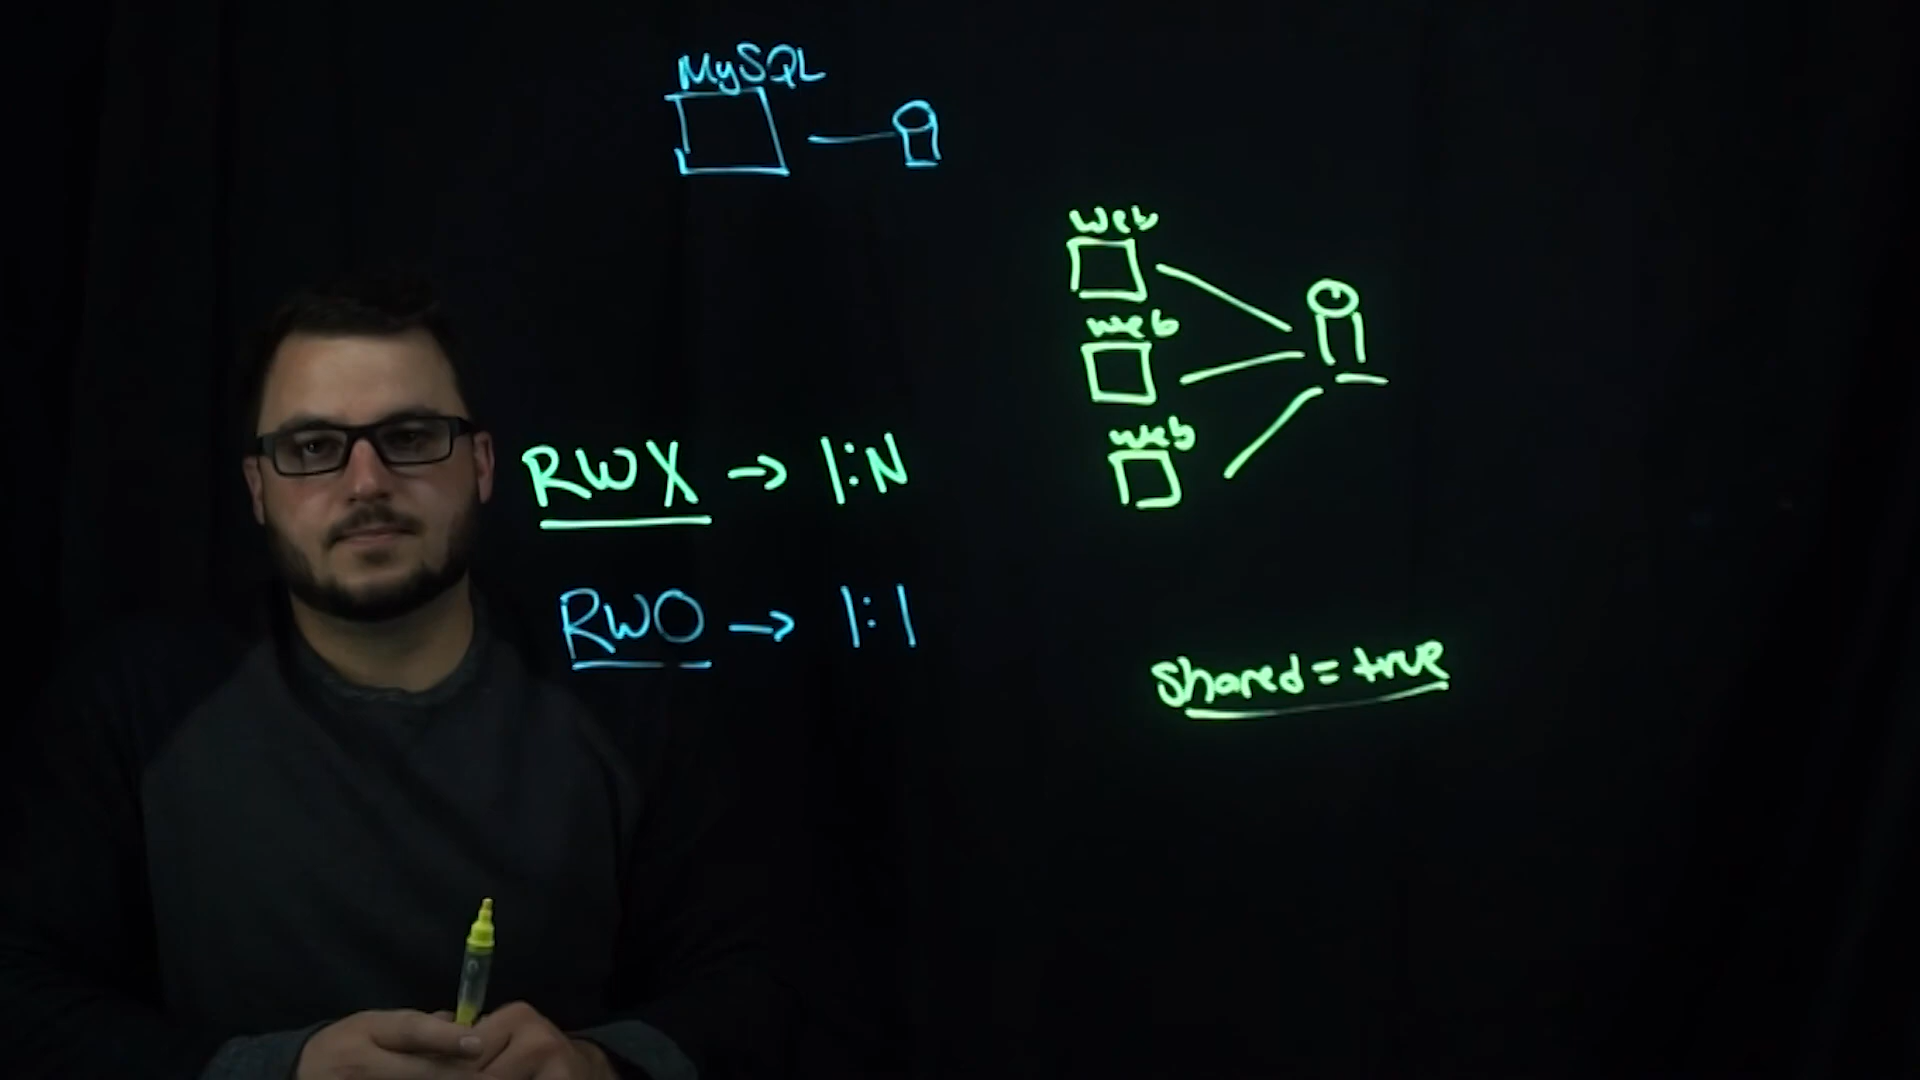 MySQL
web
web
web
RWX → 1:N
RWO → 1:1
shared = true